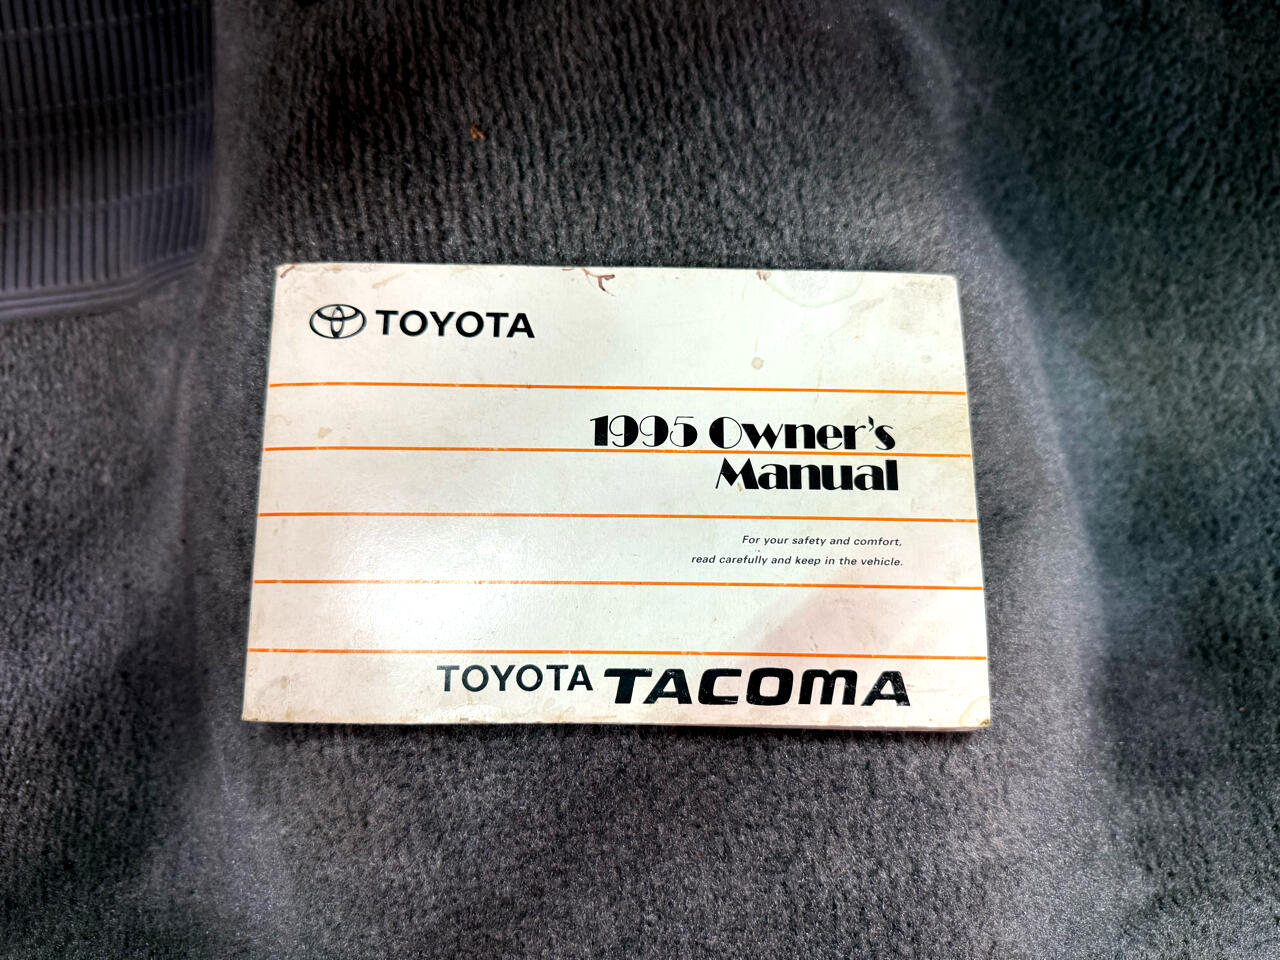 TOYOTA
1995 Owner's
Manual
For your safety and comfort,
read carefully and keep in the vehicle.
TOYOTA TACOMA